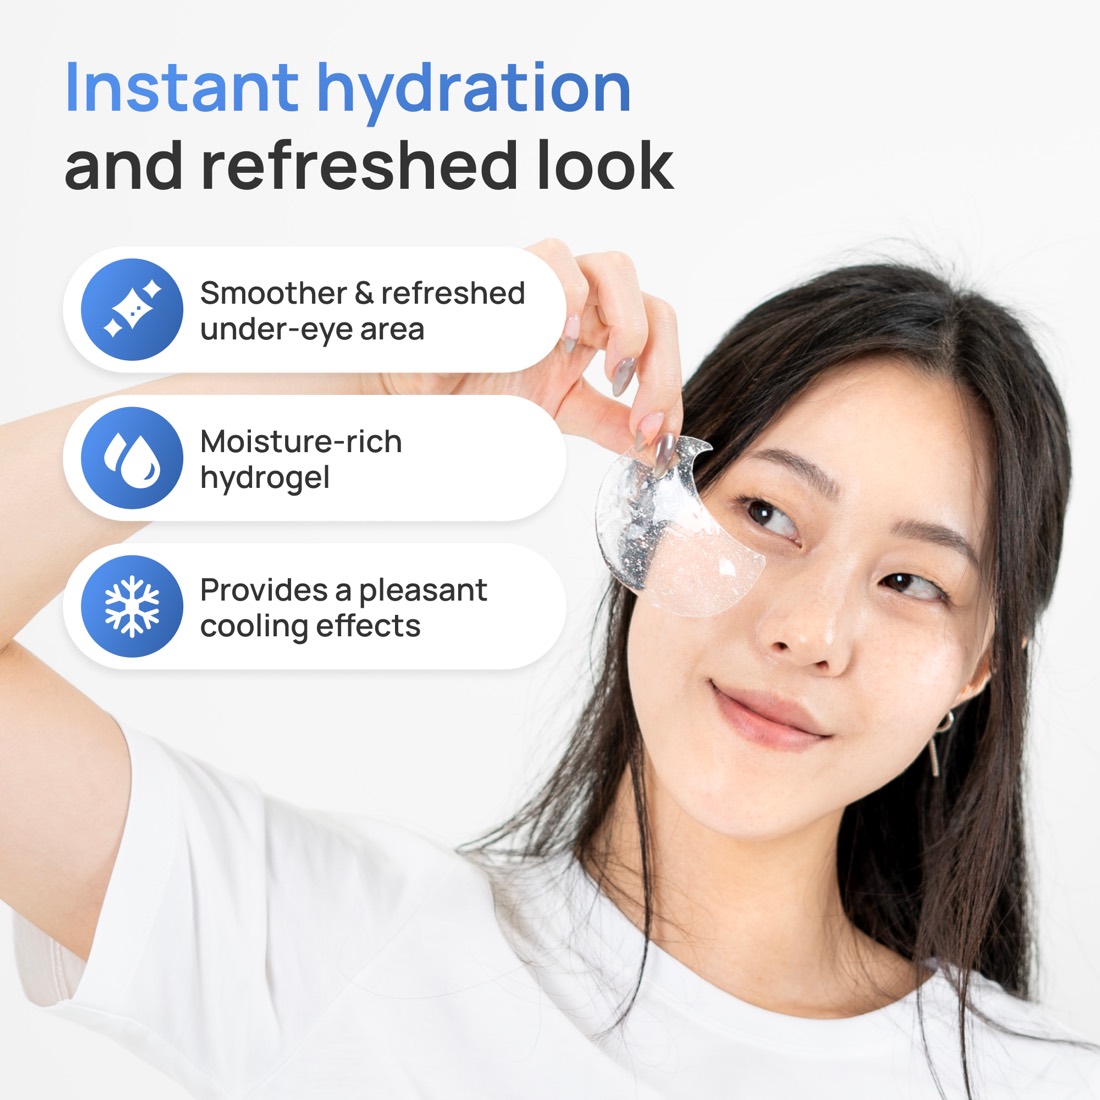 Instant hydration
and refreshed look
Smoother & refreshed
under-eye area
Moisture-rich
hydrogel
Provides a pleasant
cooling effects